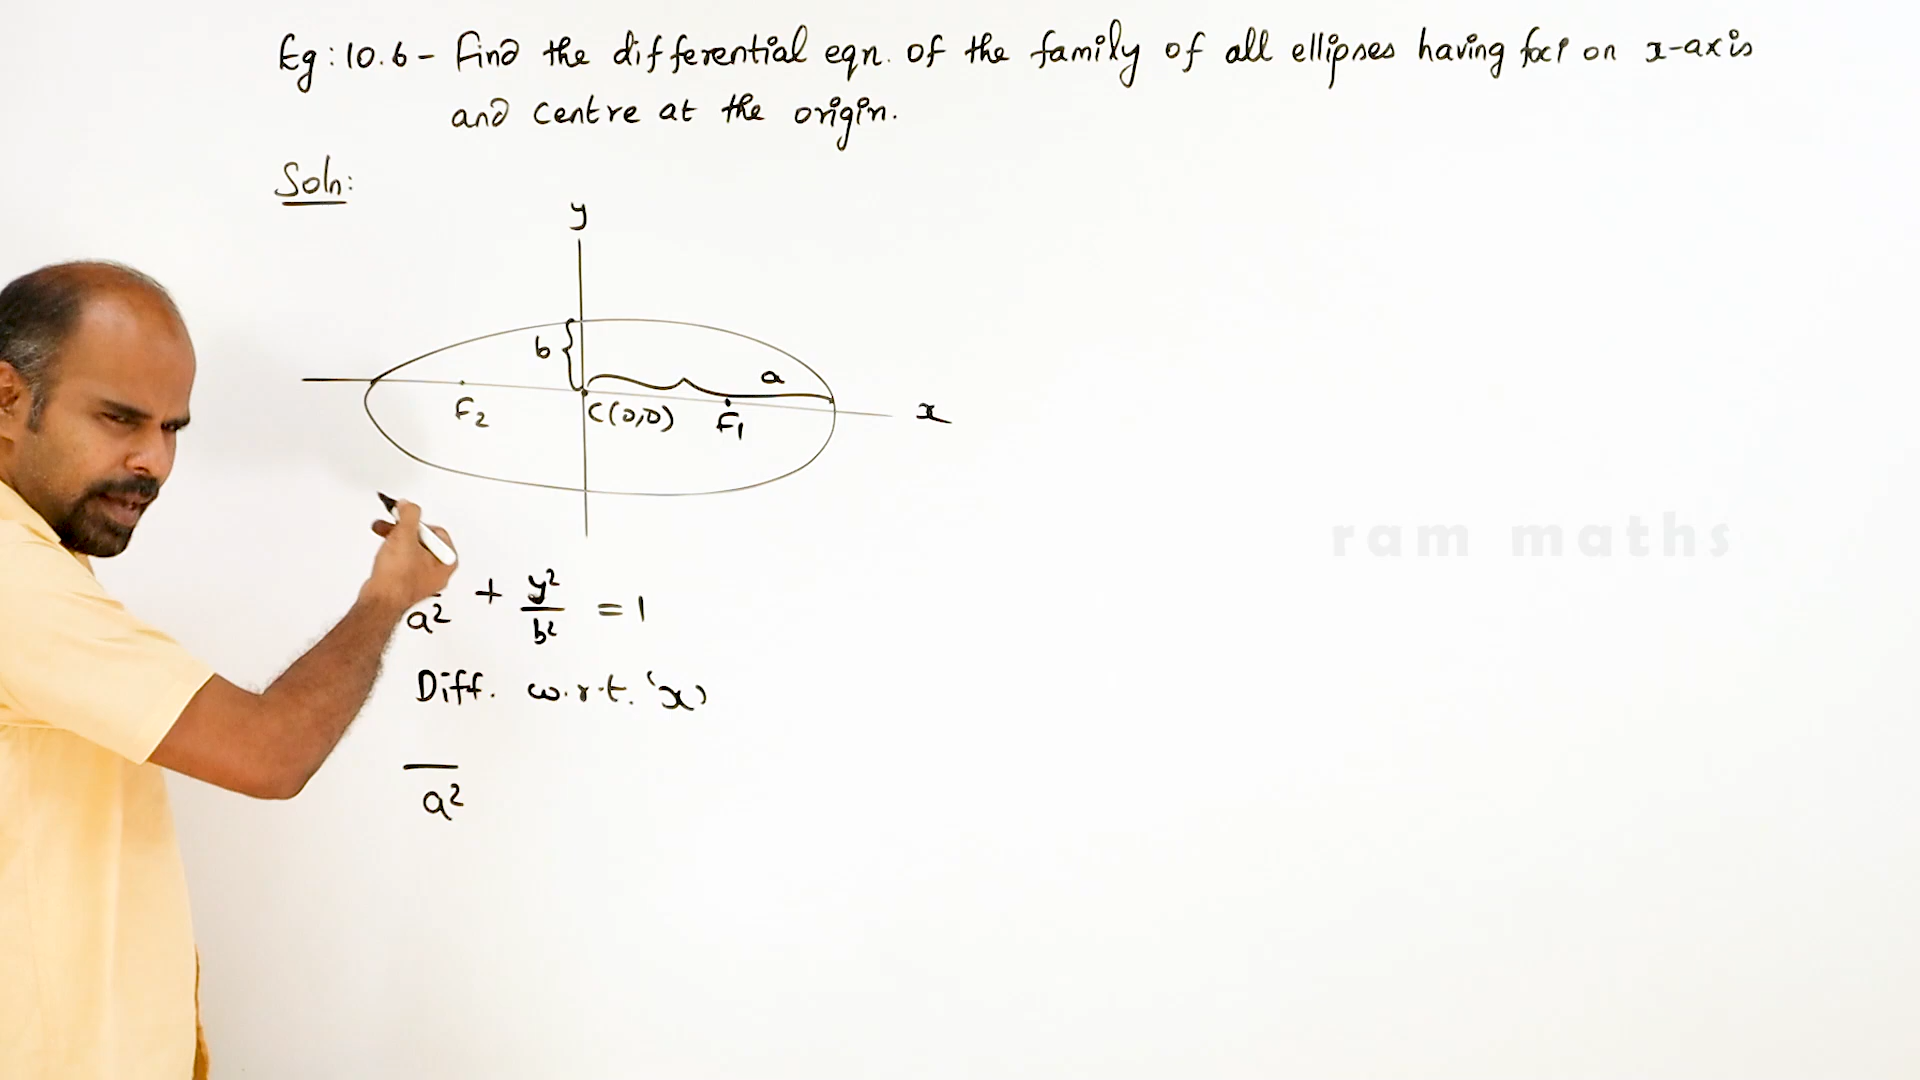 Eg: 10.6 - Find the differential eqn. of the family of all ellipses having foci on x-axis
and centre at the origin.
Soln:
y
b
a
F₂
C(0,0)
F₁
x
a² + y²/b² = 1
Diff. w.r.t. 'x'
a²
ram maths